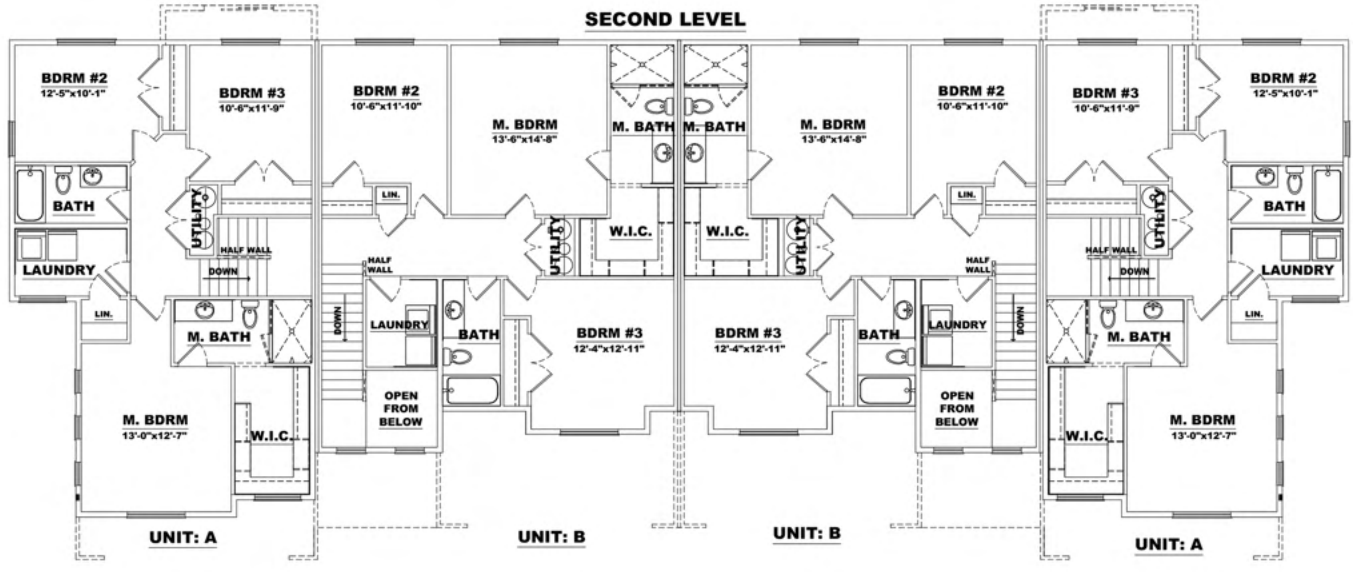 SECOND LEVEL
BDRM #2
12'-5"x10'-1"
BDRM #3
10'-6"x11'-9"
BDRM #2
10'-6"x11'-10"
M. BDRM
13'-6"x14'-8"
M. BATH
M. BATH
M. BDRM
13'-6"x14'-8"
BDRM #2
10'-6"x11'-10"
BDRM #3
10'-6"x11'-9"
BDRM #2
12'-5"x10'-1"
BATH
UTILITY
LIN.
UTILITY
W.I.C.
W.I.C.
UTILITY
LIN.
UTILITY
BATH
LAUNDRY
HALF WALL
DOWN
HALF
WALL
HALF
WALL
HALF WALL
DOWN
LAUNDRY
LIN.
M. BATH
DOWN
LAUNDRY
BATH
BDRM #3
12'-4"x12'-11"
BDRM #3
12'-4"x12'-11"
BATH
LAUNDRY
DOWN
M. BATH
LIN.
M. BDRM
13'-0"x12'-7"
W.I.C.
OPEN
FROM
BELOW
OPEN
FROM
BELOW
W.I.C.
M. BDRM
13'-0"x12'-7"
UNIT: A
UNIT: B
UNIT: B
UNIT: A